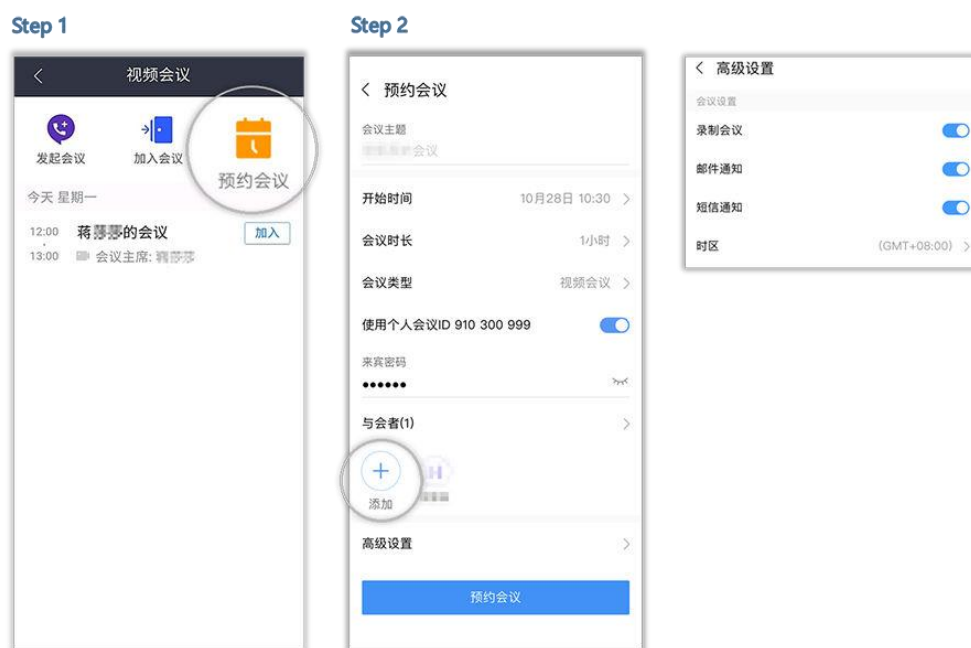 Step 1
视频会议
发起会议
加入会议
预约会议
今天 星期一
12:00
蒋 的会议
加入
13:00
会议主席:
Step 2
预约会议
会议主题
会议
开始时间
10月28日 10:30
会议时长
1小时
会议类型
视频会议
使用个人会议ID 910 300 999
来宾密码
••••••
与会者(1)
H
添加
高级设置
预约会议
高级设置
会议设置
录制会议
邮件通知
短信通知
时区
(GMT+08:00)